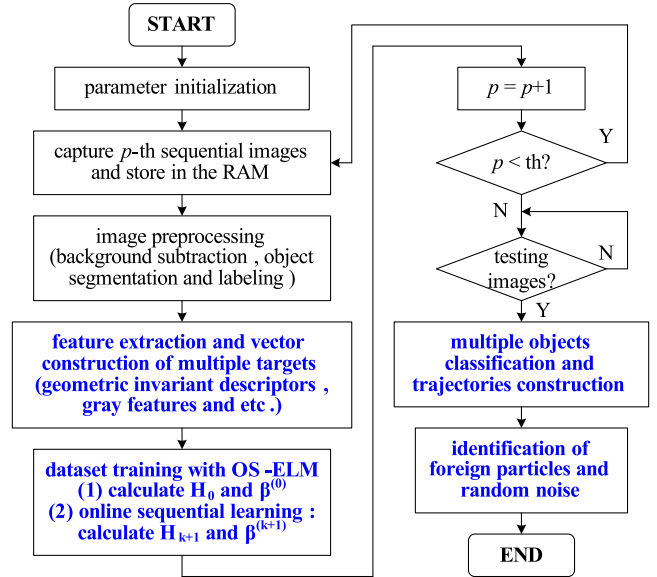 START
parameter initialization
capture p-th sequential images
and store in the RAM
image preprocessing
(background subtraction , object
segmentation and labeling )
feature extraction and vector
construction of multiple targets
(geometric invariant descriptors ,
gray features and etc .)
dataset training with OS -ELM
(1) calculate H₀ and β⁽⁰⁾
(2) online sequential learning :
calculate Hₖ₊₁ and β⁽ᵏ⁺¹⁾
p = p+1
p < th?
Y
N
testing
images?
N
Y
multiple objects
classification and
trajectories construction
identification of
foreign particles and
random noise
END